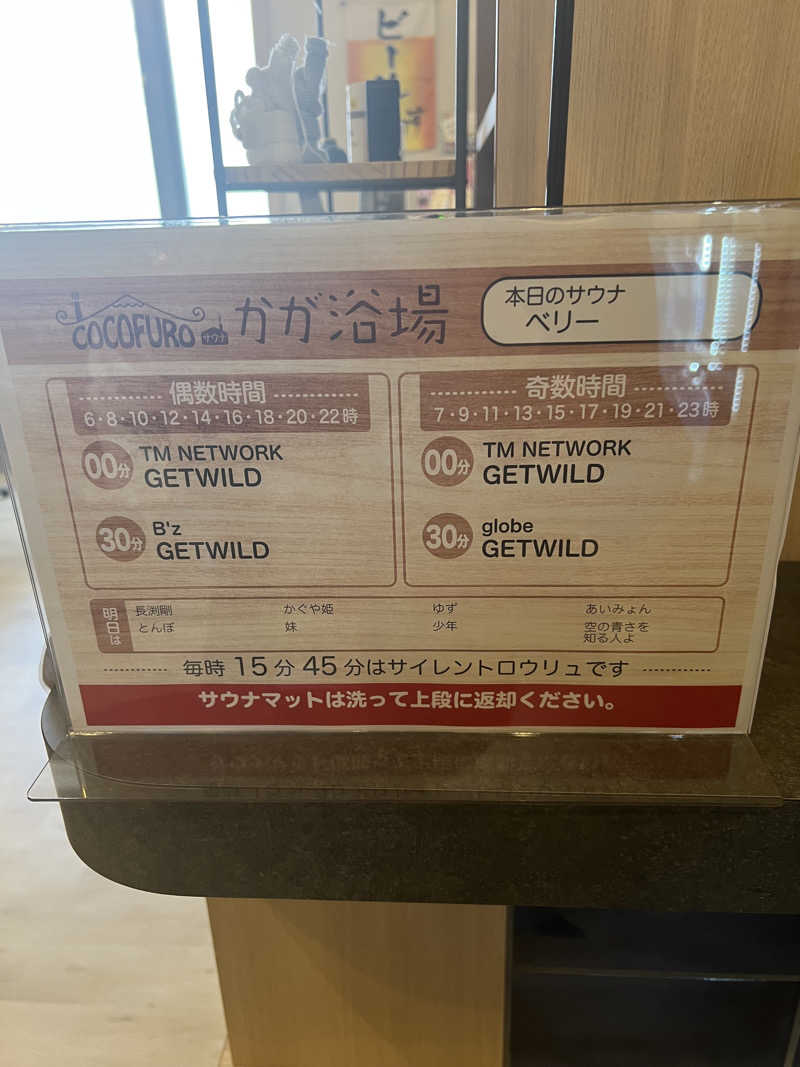 ビ
COCOFURO サウナ かが浴場
本日のサウナ
ベリー
偶数時間
6・8・10・12・14・16・18・20・22時
00分 TM NETWORK
GETWILD
30分 B'z
GETWILD
奇数時間
7・9・11・13・15・17・19・21・23時
00分 TM NETWORK
GETWILD
30分 globe
GETWILD
明日は
長渕剛
とんぼ
かぐや姫
妹
ゆず
少年
あいみょん
空の青さを
知る人よ
毎時 15 分 45 分はサイレントロウリュです
サウナマットは洗って上段に返却ください。